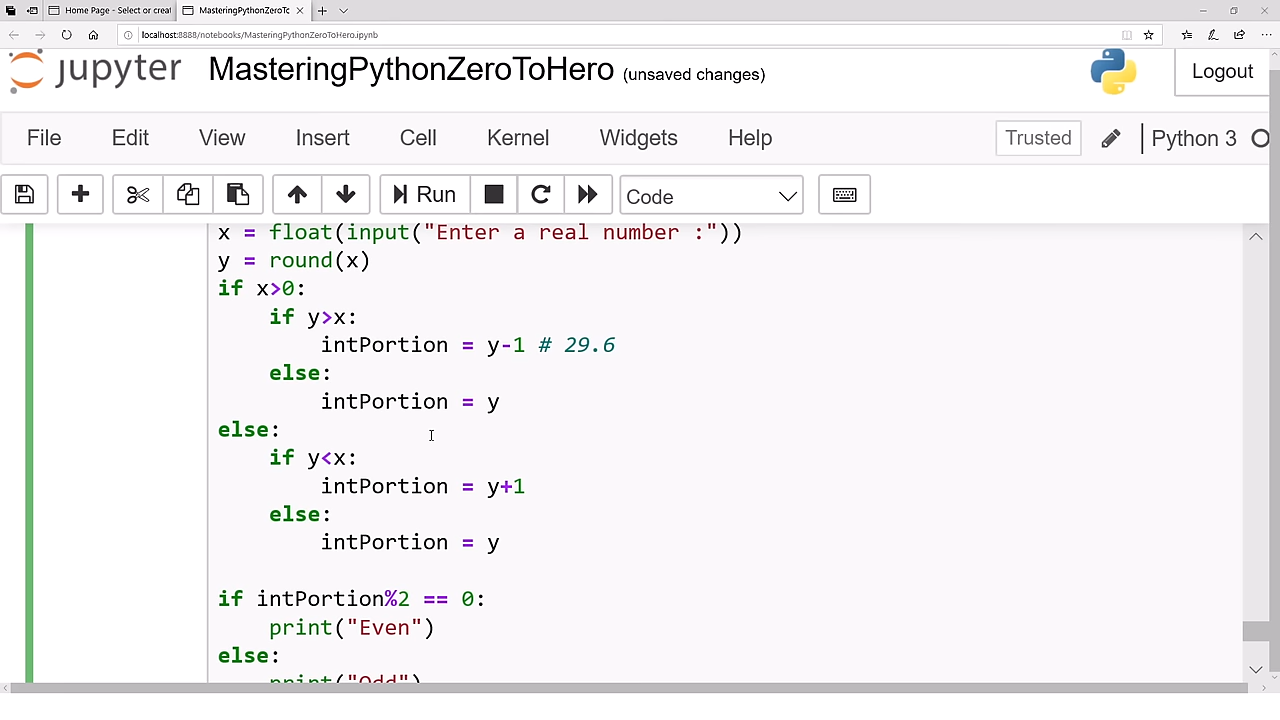 Home Page - Select or creat
MasteringPythonZeroTo
localhost:8888/notebooks/MasteringPythonZeroToHero.ipynb
jupyter
MasteringPythonZeroToHero (unsaved changes)
Logout
File Edit View Insert Cell Kernel Widgets Help
Trusted
Python 3
Run
Code
x = float(input("Enter a real number :"))
y = round(x)
if x>0:
    if y>x:
        intPortion = y-1 # 29.6
    else:
        intPortion = y
else:
    if y<x:
        intPortion = y+1
    else:
        intPortion = y
if intPortion%2 == 0:
    print("Even")
else:
    print("Odd")